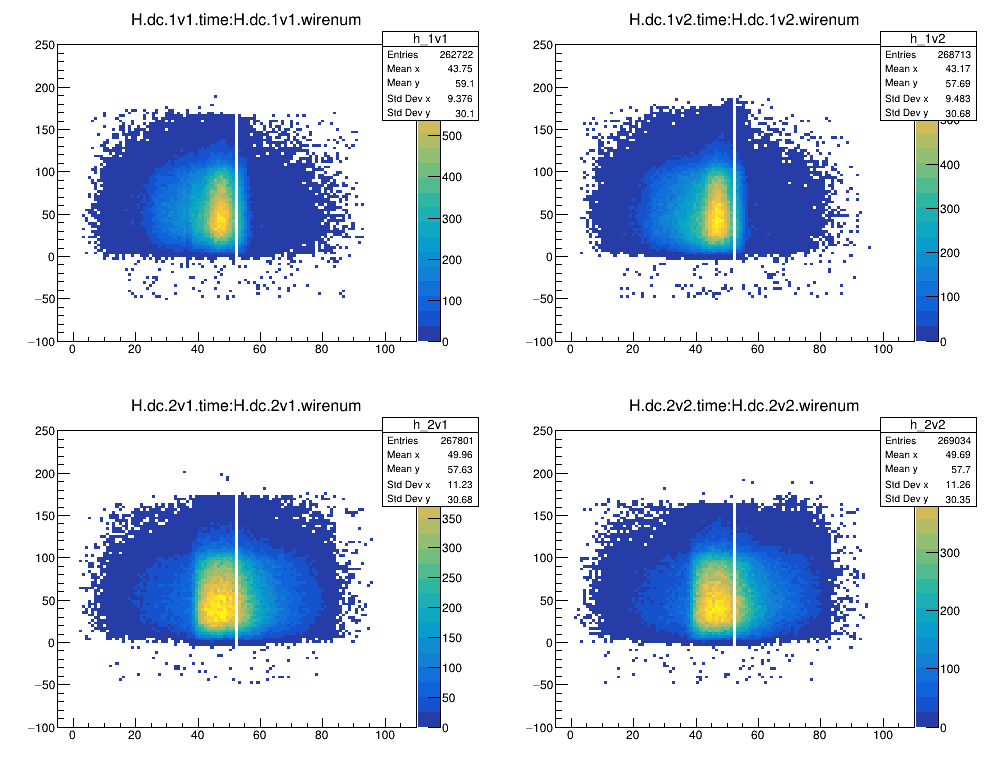 H.dc.1v1.time:H.dc.1v1.wirenum
h_1v1
Entries 262722
Mean x 43.75
Mean y 59.1
Std Dev x 9.376
Std Dev y 30.1
250
200
150
100
50
0
−50
−100
0 20 40 60 80 100
500
400
300
200
100
0
H.dc.1v2.time:H.dc.1v2.wirenum
h_1v2
Entries 268713
Mean x 43.17
Mean y 57.69
Std Dev x 9.483
Std Dev y 30.68
250
200
150
100
50
0
−50
−100
0 20 40 60 80 100
400
300
200
100
0
H.dc.2v1.time:H.dc.2v1.wirenum
h_2v1
Entries 267801
Mean x 49.96
Mean y 57.63
Std Dev x 11.23
Std Dev y 30.68
250
200
150
100
50
0
−50
−100
0 20 40 60 80 100
350
300
250
200
150
100
50
0
H.dc.2v2.time:H.dc.2v2.wirenum
h_2v2
Entries 269034
Mean x 49.69
Mean y 57.7
Std Dev x 11.26
Std Dev y 30.35
250
200
150
100
50
0
−50
−100
0 20 40 60 80 100
300
200
100
0